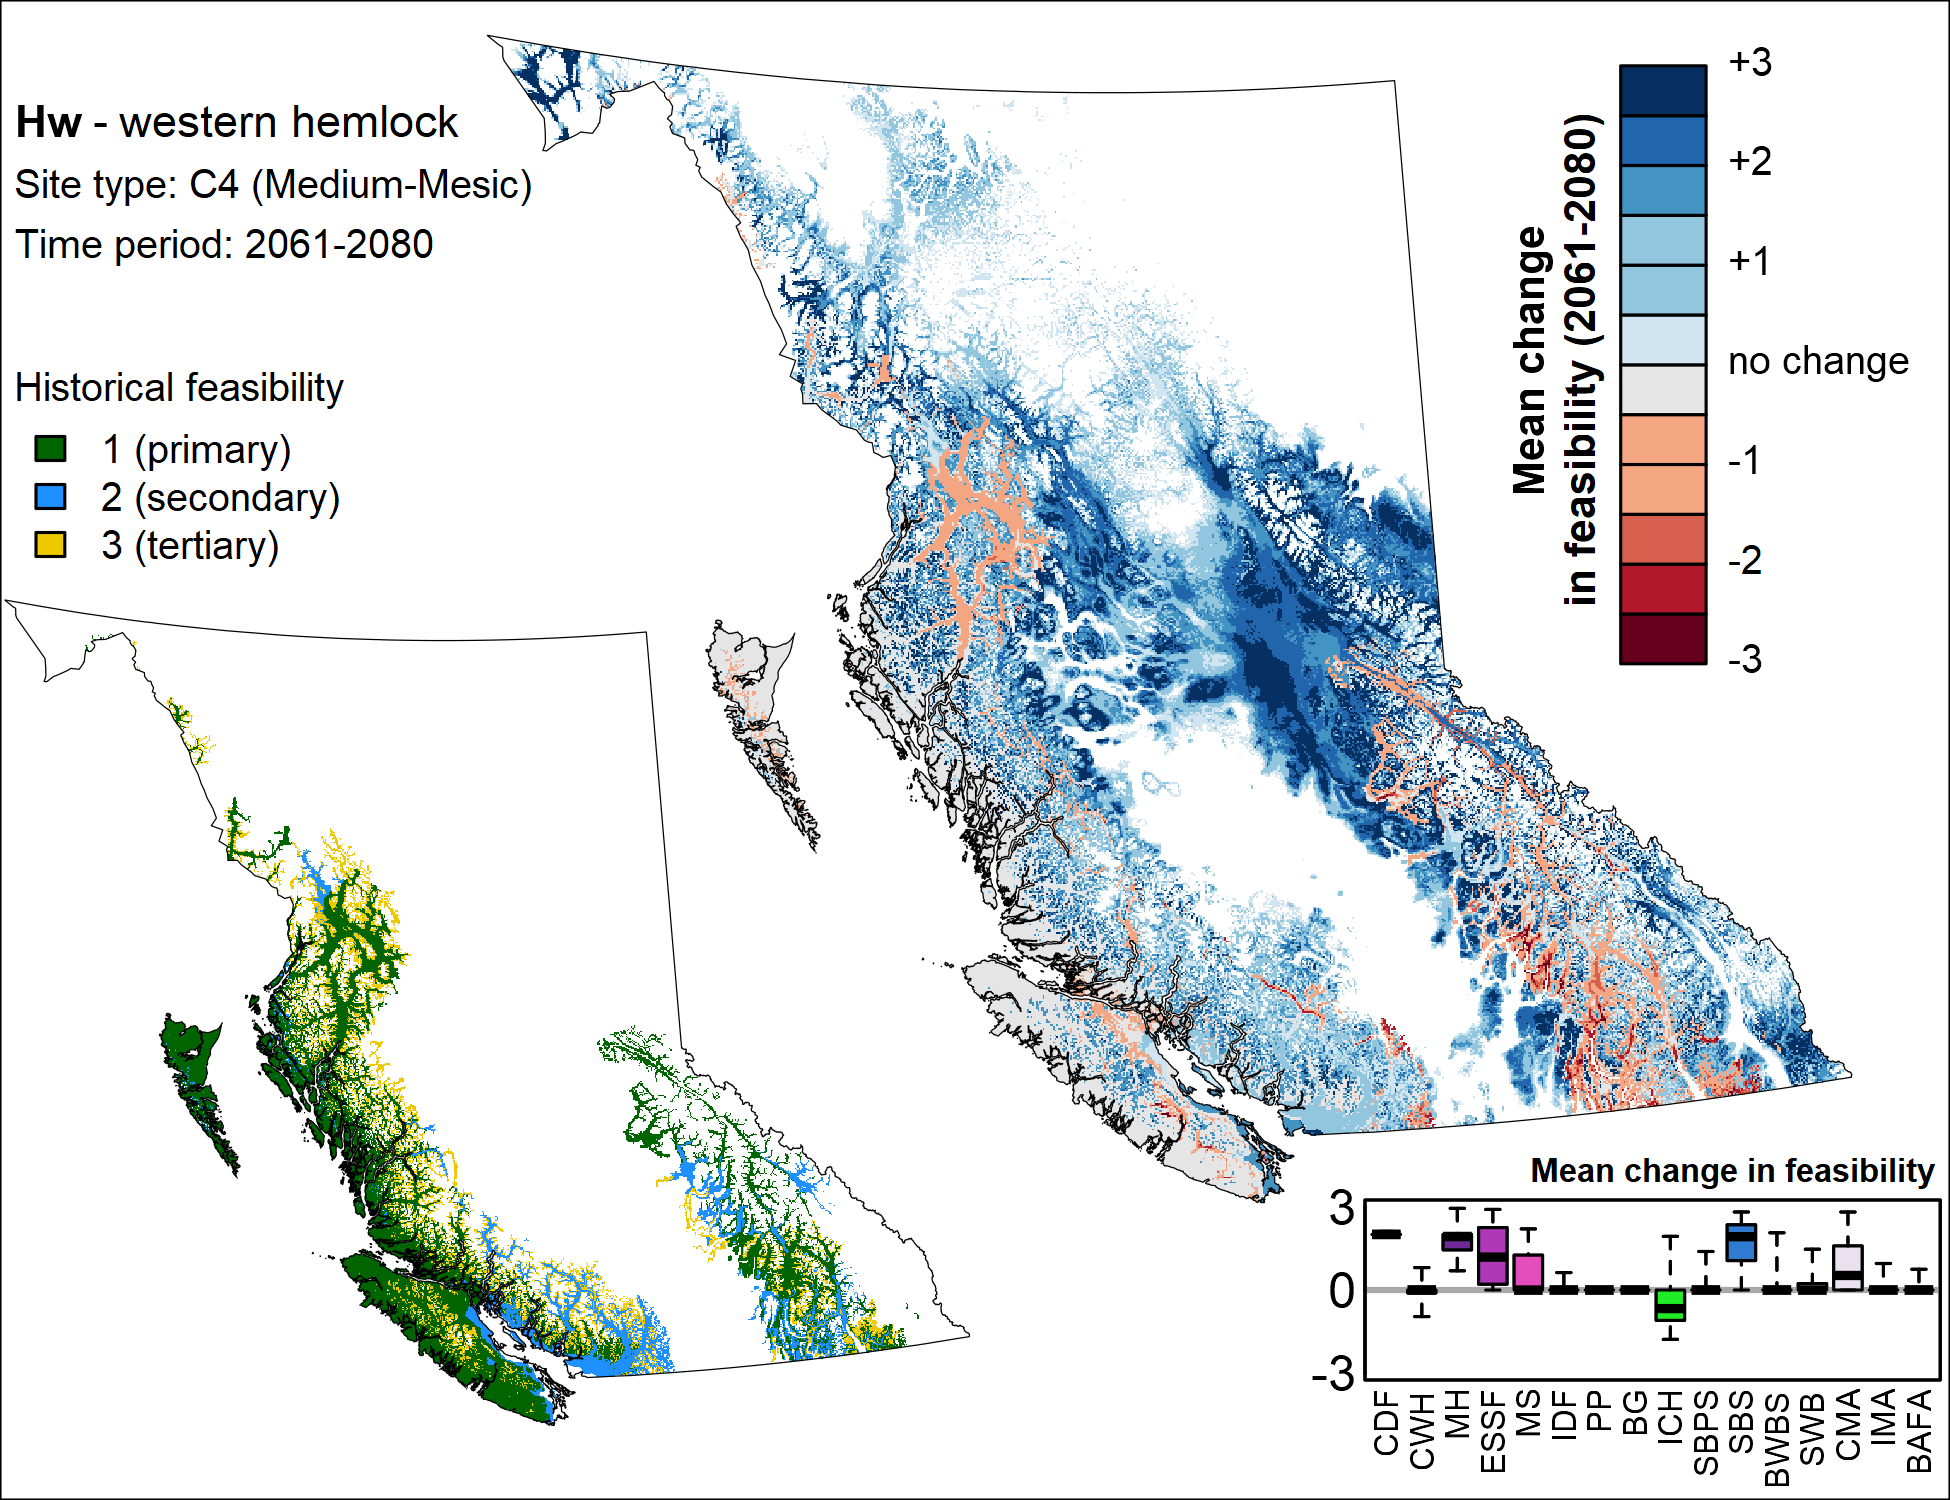 Hw - western hemlock
Site type: C4 (Medium-Mesic)
Time period: 2061-2080
Historical feasibility
1 (primary)
2 (secondary)
3 (tertiary)
Mean change
in feasibility (2061-2080)
+3
+2
+1
no change
-1
-2
-3
Mean change in feasibility
3
0
-3
CDF
CWH
MH
ESSF
MS
IDF
PP
BG
ICH
SBPS
SBS
BWBS
SWB
CMA
IMA
BAFA